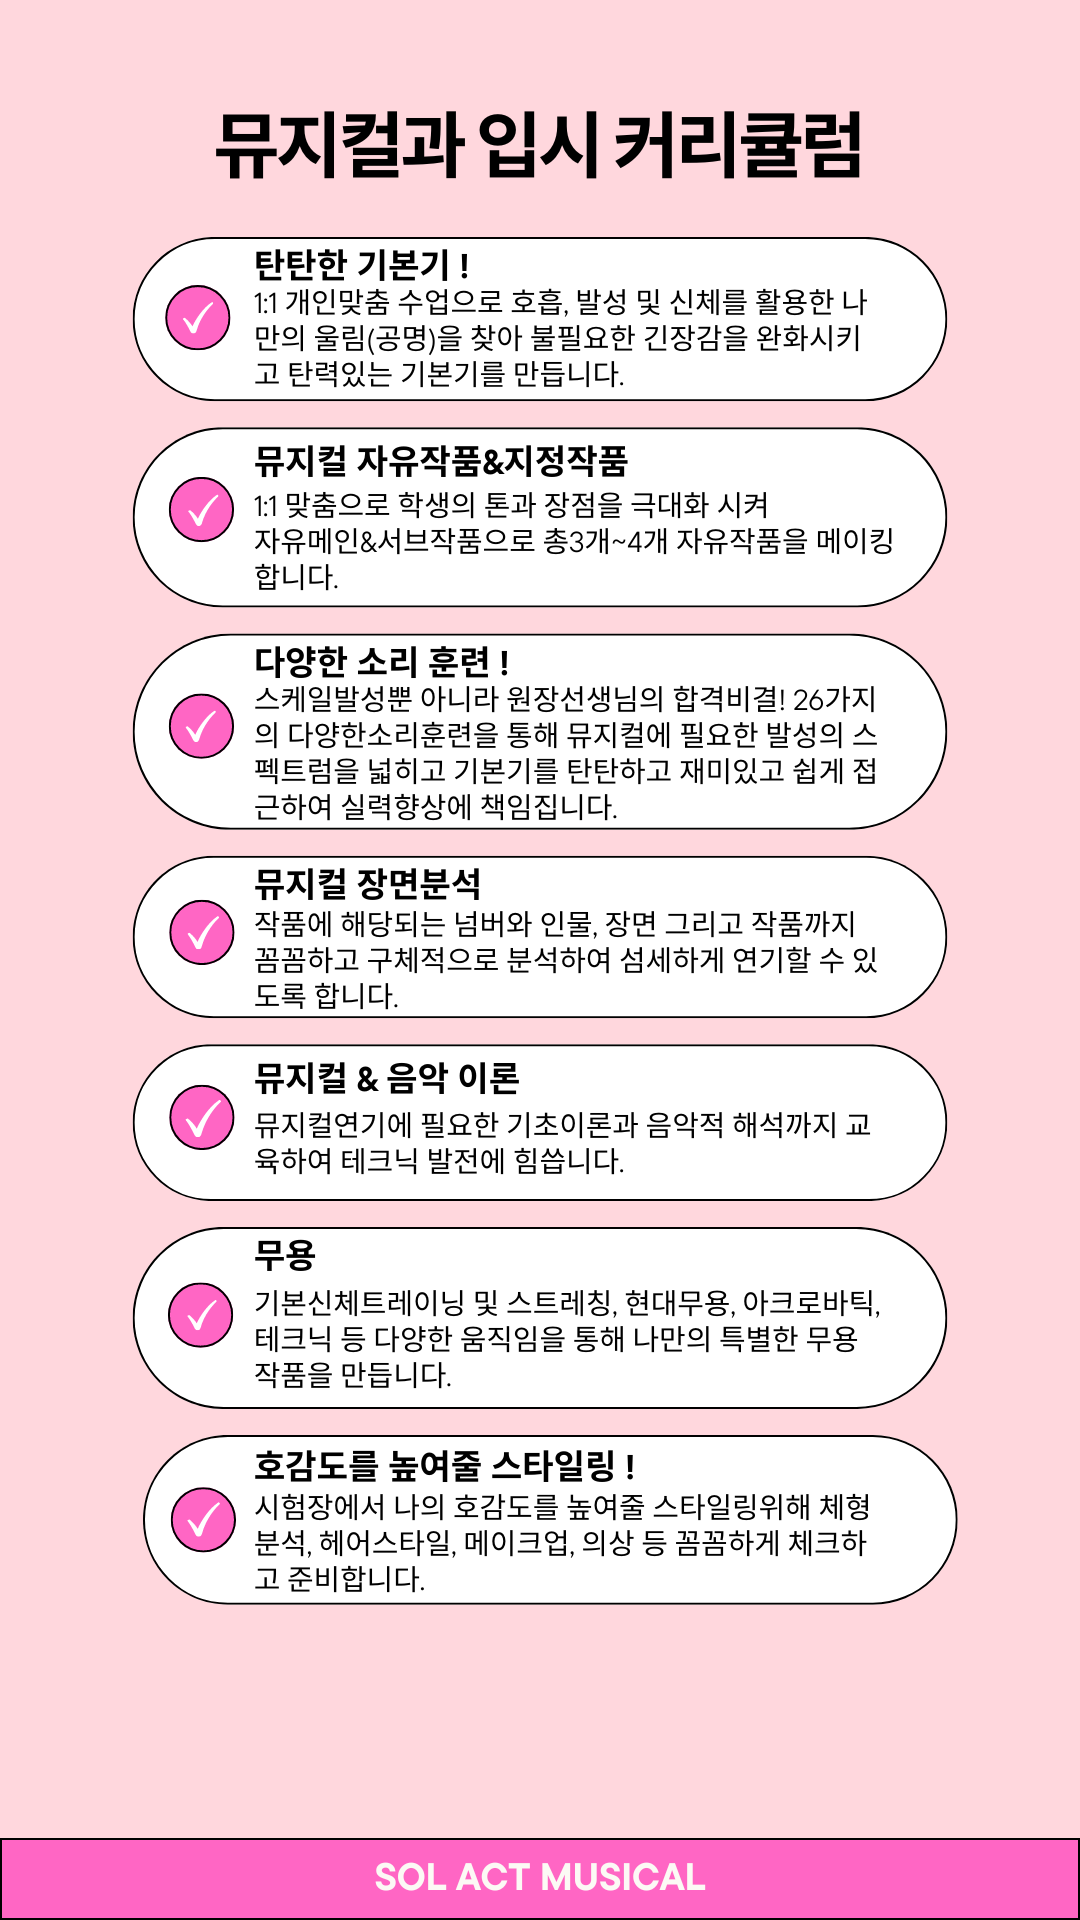 뮤지컬과 입시 커리큘럼
탄탄한 기본기 !
1:1 개인맞춤 수업으로 호흡, 발성 및 신체를 활용한 나
만의 울림(공명)을 찾아 불필요한 긴장감을 완화시키
고 탄력있는 기본기를 만듭니다.
뮤지컬 자유작품&지정작품
1:1 맞춤으로 학생의 톤과 장점을 극대화 시켜
자유메인&서브작품으로 총3개~4개 자유작품을 메이킹
합니다.
다양한 소리 훈련 !
스케일발성뿐 아니라 원장선생님의 합격비결! 26가지
의 다양한소리훈련을 통해 뮤지컬에 필요한 발성의 스
펙트럼을 넓히고 기본기를 탄탄하고 재미있고 쉽게 접
근하여 실력향상에 책임집니다.
뮤지컬 장면분석
작품에 해당되는 넘버와 인물, 장면 그리고 작품까지
꼼꼼하고 구체적으로 분석하여 섬세하게 연기할 수 있
도록 합니다.
뮤지컬 & 음악 이론
뮤지컬연기에 필요한 기초이론과 음악적 해석까지 교
육하여 테크닉 발전에 힘씁니다.
무용
기본신체트레이닝 및 스트레칭, 현대무용, 아크로바틱,
테크닉 등 다양한 움직임을 통해 나만의 특별한 무용
작품을 만듭니다.
호감도를 높여줄 스타일링 !
시험장에서 나의 호감도를 높여줄 스타일링위해 체형
분석, 헤어스타일, 메이크업, 의상 등 꼼꼼하게 체크하
고 준비합니다.
SOL ACT MUSICAL